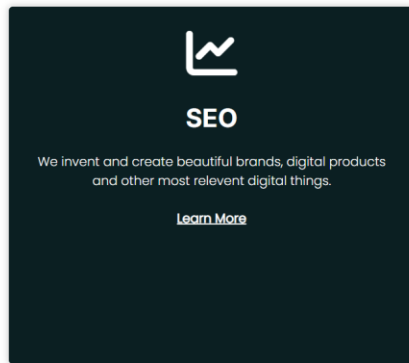 SEO
We invent and create beautiful brands, digital products
and other most relevent digital things.
Learn More